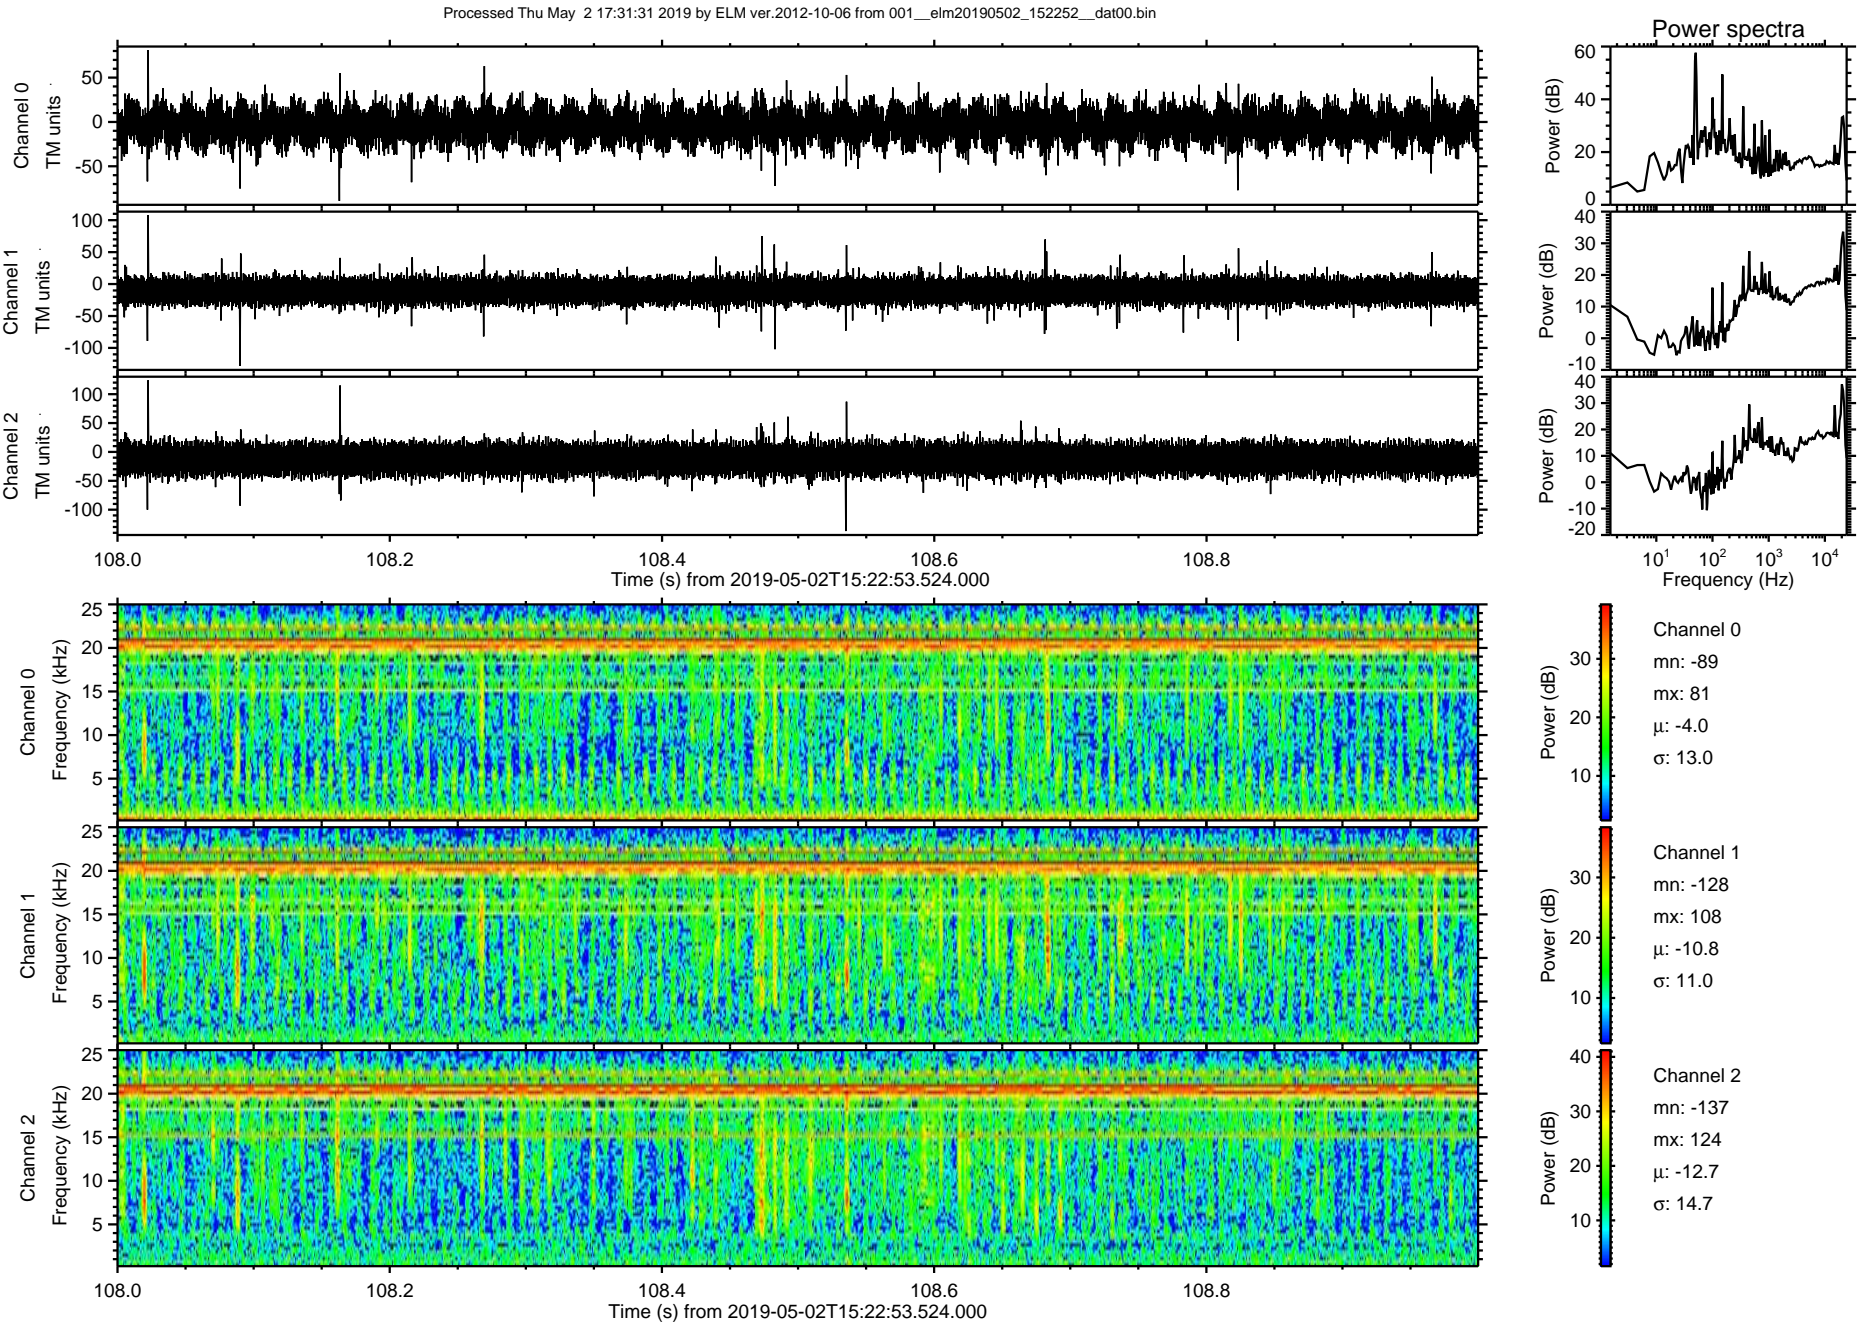 Processed Thu May  2 17:31:31 2019 by ELM ver.2012-10-06 from 001__elm20190502_152252__dat00.bin
Power spectra
Channel 0
TM units
50
0
-50
Power (dB)
60
40
20
0
Channel 1
TM units
100
50
0
-50
-100
Power (dB)
40
30
20
10
0
-10
Channel 2
TM units
100
50
0
-50
-100
Power (dB)
40
30
20
10
0
-10
-20
108.0 108.2 108.4 108.6 108.8
Time (s) from 2019-05-02T15:22:53.524.000
10^1 10^2 10^3 10^4
Frequency (Hz)
Channel 0
Frequency (kHz)
25
20
15
10
5
Power (dB)
30
20
10
Channel 0
mn: -89
mx: 81
μ: -4.0
σ: 13.0
Channel 1
Frequency (kHz)
25
20
15
10
5
Power (dB)
30
20
10
Channel 1
mn: -128
mx: 108
μ: -10.8
σ: 11.0
Channel 2
Frequency (kHz)
25
20
15
10
5
Power (dB)
40
30
20
10
Channel 2
mn: -137
mx: 124
μ: -12.7
σ: 14.7
108.0 108.2 108.4 108.6 108.8
Time (s) from 2019-05-02T15:22:53.524.000